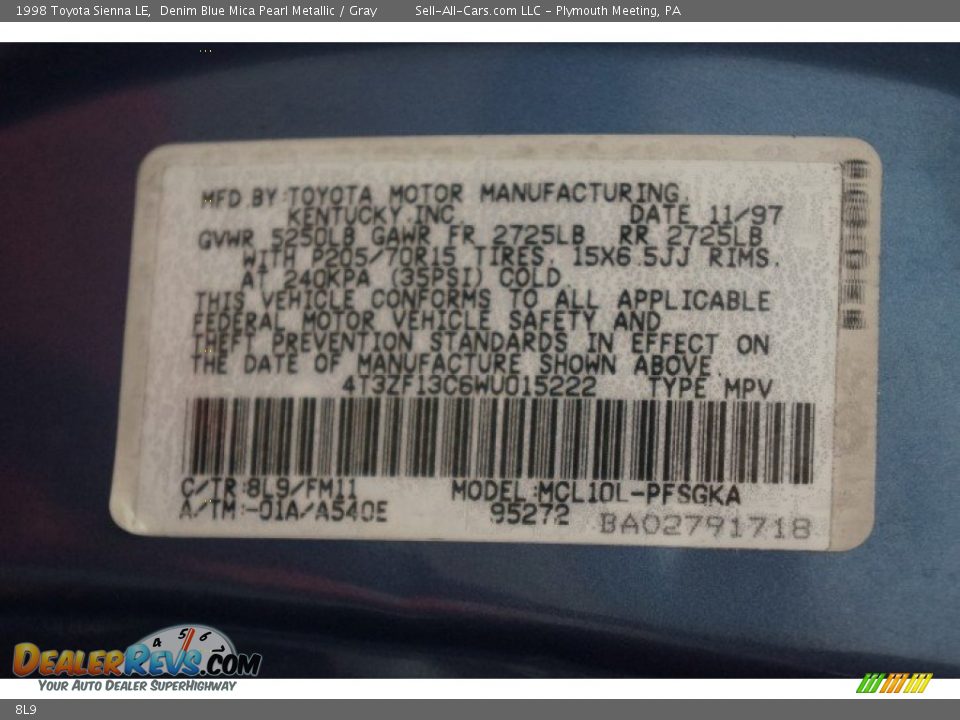 1998 Toyota Sienna LE, Denim Blue Mica Pearl Metallic / Gray Sell-All-Cars.com LLC - Plymouth Meeting, PA
MFD BY:TOYOTA MOTOR MANUFACTURING,
KENTUCKY,INC. DATE 11/97
GVWR 5250LB GAWR FR 2725LB RR 2725LB
WITH P205/70R15 TIRES, 15X6.5JJ RIMS,
AT 240KPA (35PSI) COLD
THIS VEHICLE CONFORMS TO ALL APPLICABLE
FEDERAL MOTOR VEHICLE SAFETY AND
THEFT PREVENTION STANDARDS IN EFFECT ON
THE DATE OF MANUFACTURE SHOWN ABOVE.
4T3ZF13C6WU015222 TYPE MPV
C/TR:8L9/FM11 MODEL:MCL10L-PFSGKA
A/TM:-01A/A540E 95272 BA02791718
4 5 6
DEALERREVS.COM
YOUR AUTO DEALER SUPERHIGHWAY
8L9